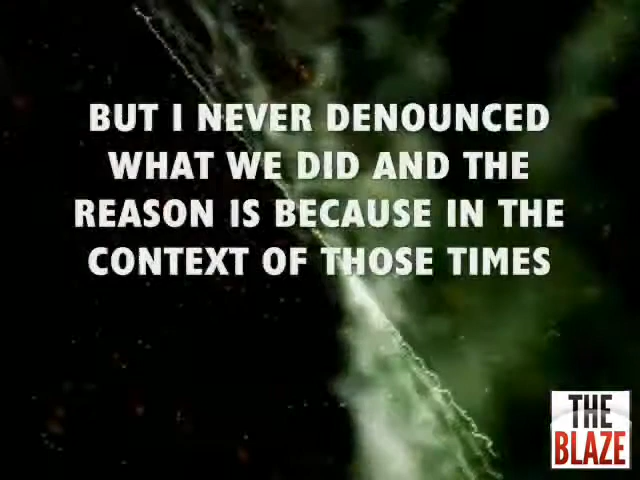 BUT I NEVER DENOUNCED
WHAT WE DID AND THE
REASON IS BECAUSE IN THE
CONTEXT OF THOSE TIMES
THE
BLAZE